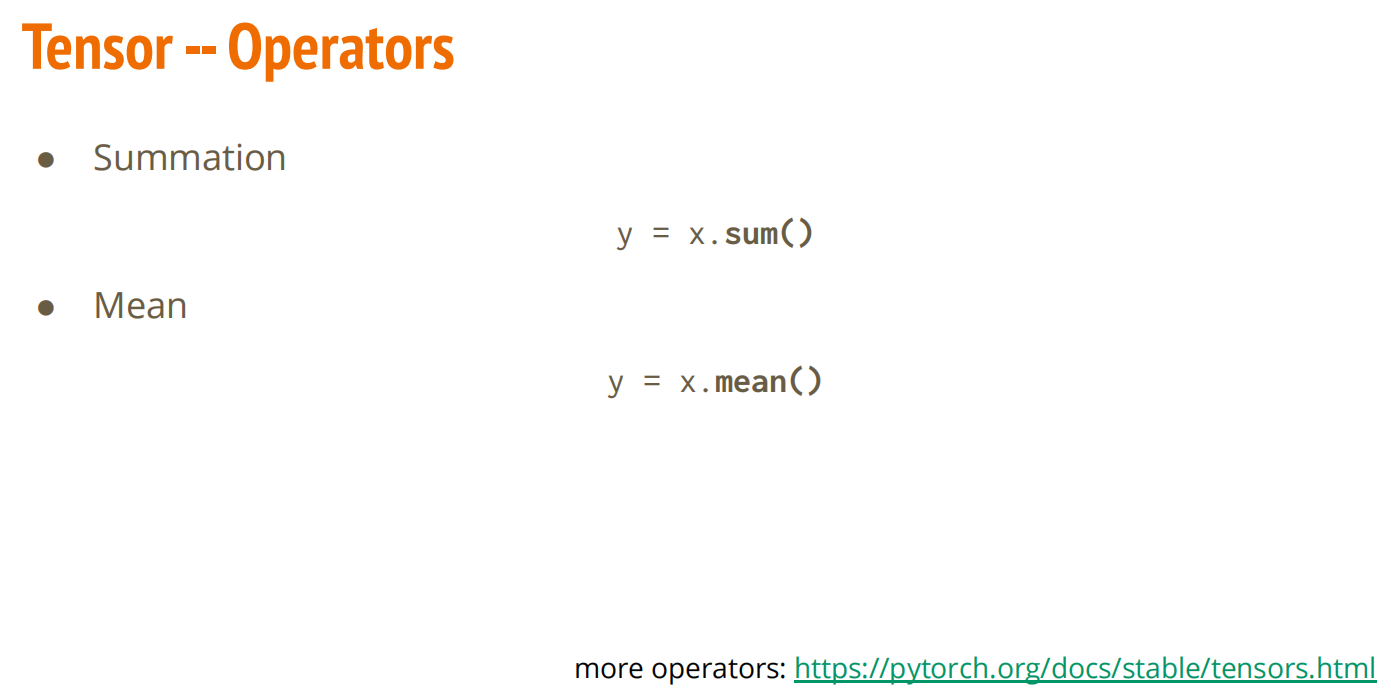 Tensor -- Operators
● Summation
y = x.sum()
● Mean
y = x.mean()
more operators: https://pytorch.org/docs/stable/tensors.html